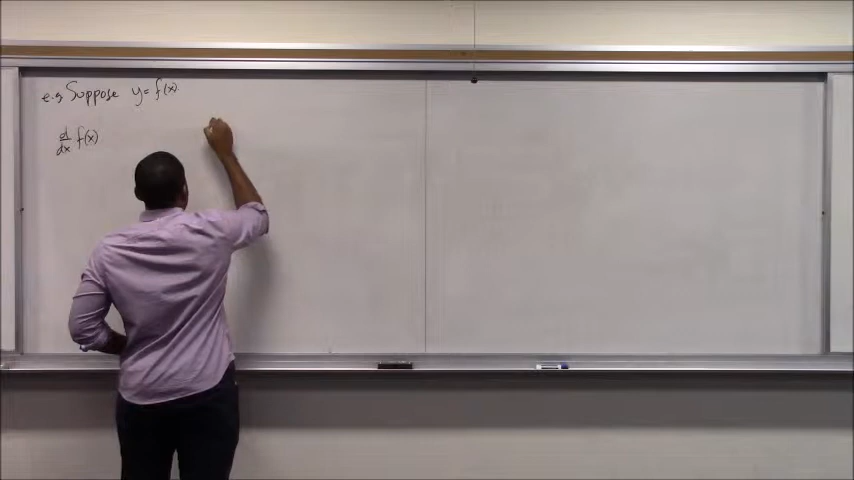 e.g Suppose y = f(x).
d/dx f(x)